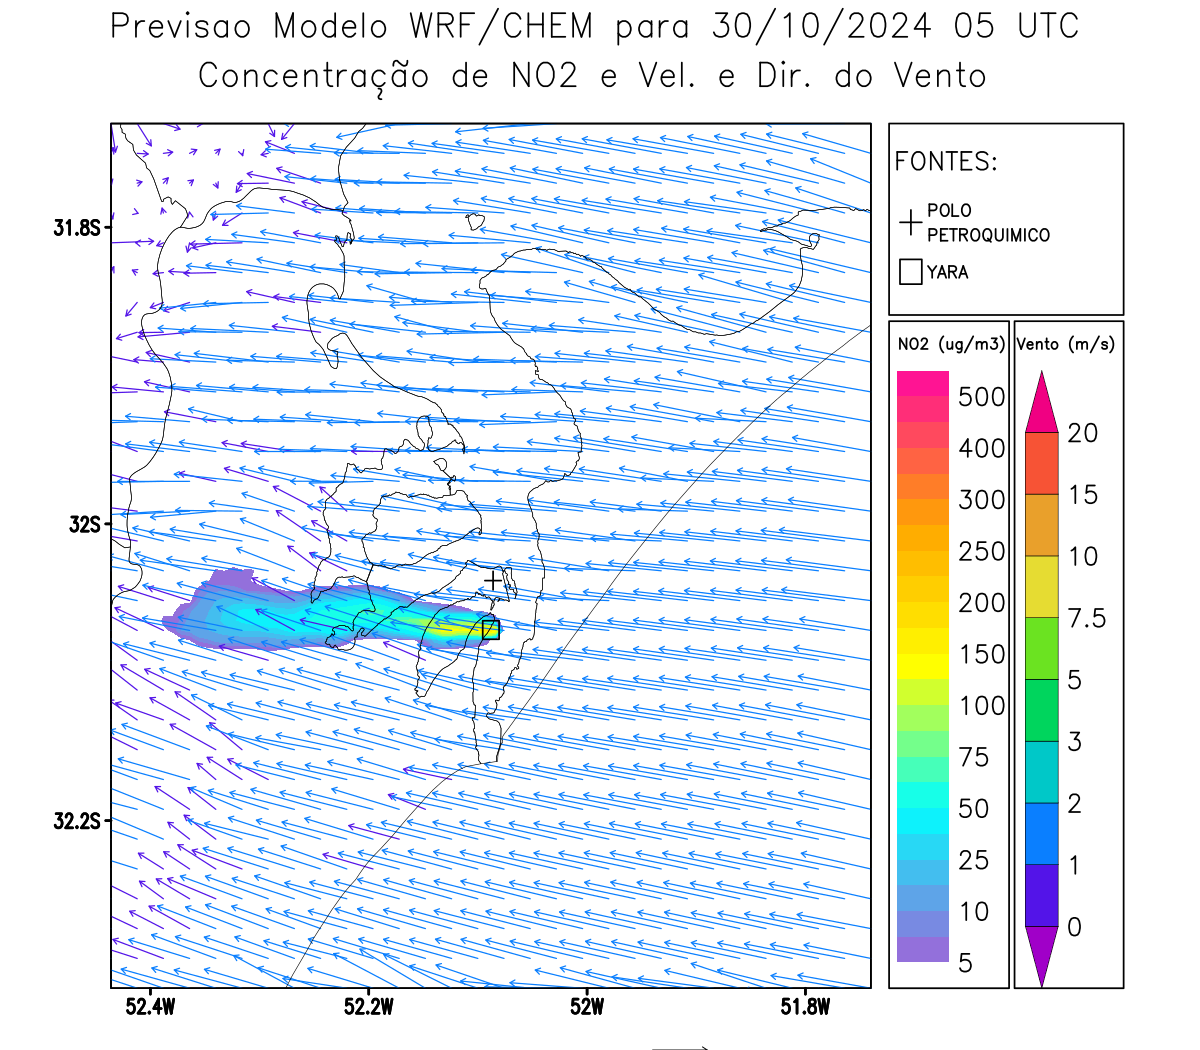 Previsao Modelo WRF/CHEM para 30/10/2024 05 UTC
Concentração de NO2 e Vel. e Dir. do Vento
FONTES:
POLO
PETROQUIMICO
YARA
NO2 (ug/m3)
500
400
300
250
200
150
100
75
50
25
10
5
Vento (m/s)
20
15
10
7.5
5
3
2
1
0
31.8S
32S
32.2S
52.4W
52.2W
52W
51.8W